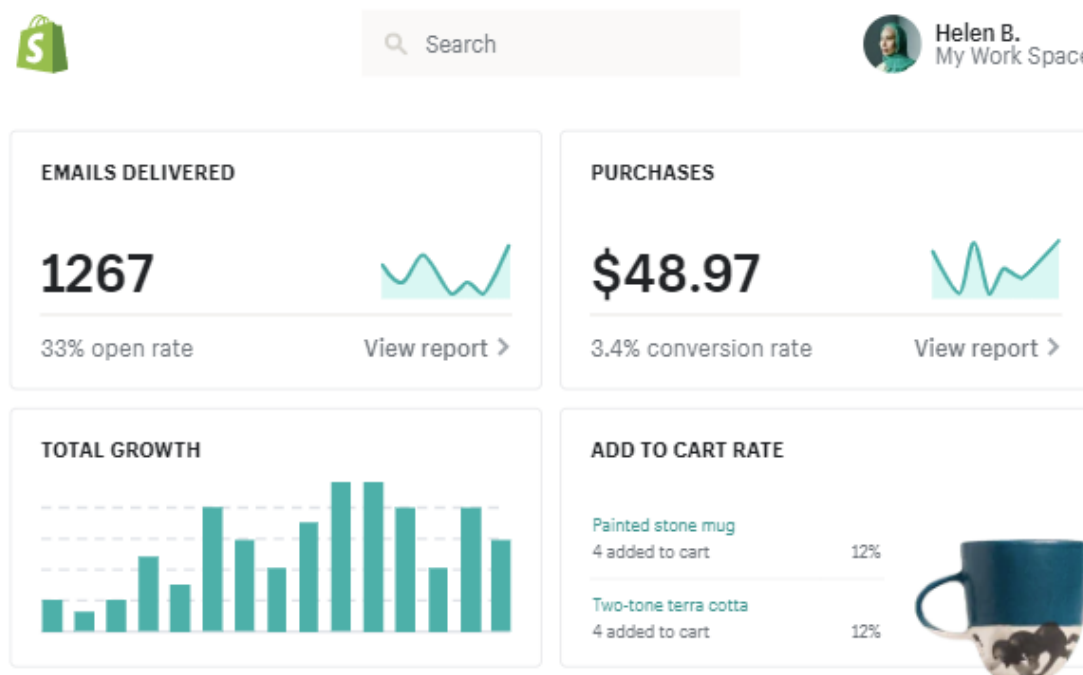 Search
Helen B.
My Work Space
EMAILS DELIVERED
1267
33% open rate
View report
PURCHASES
$48.97
3.4% conversion rate
View report
TOTAL GROWTH
ADD TO CART RATE
Painted stone mug
4 added to cart 12%
Two-tone terra cotta
4 added to cart 12%